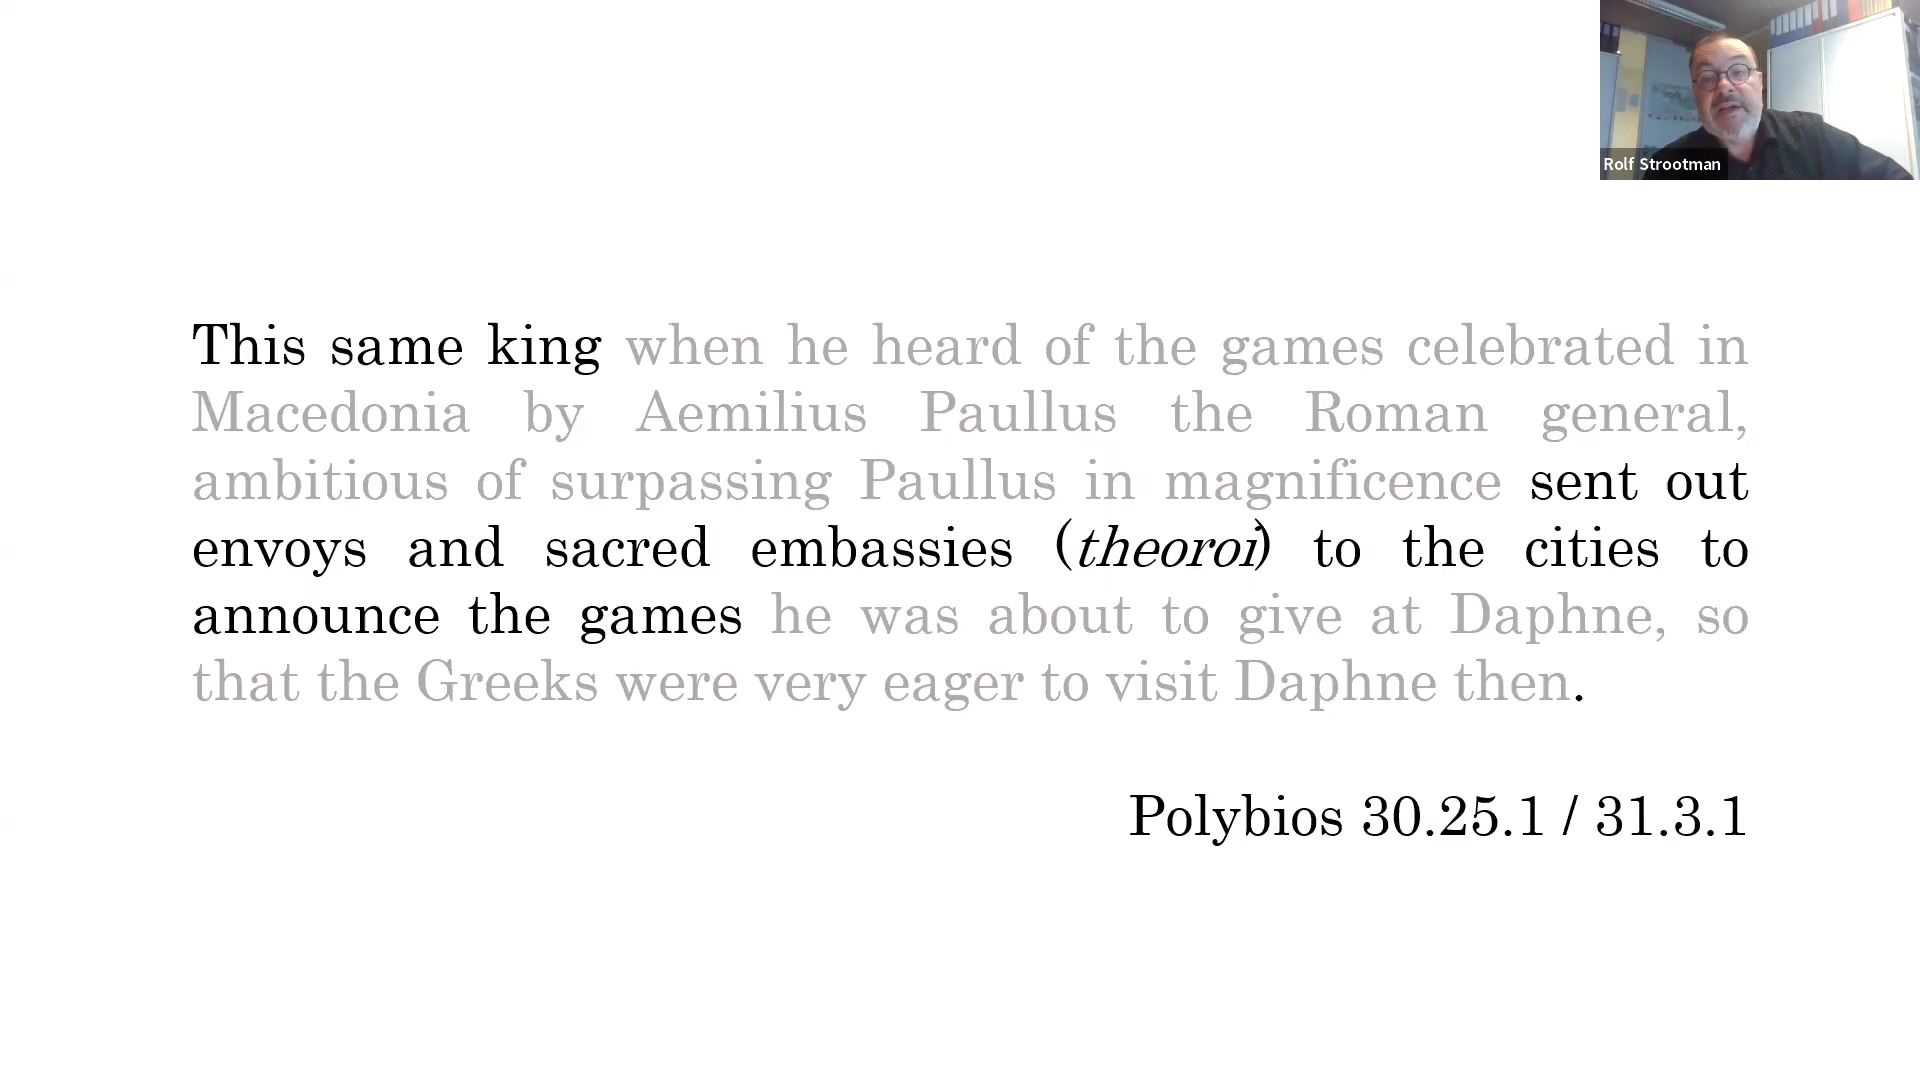 Rolf Strootman
This same king when he heard of the games celebrated in
Macedonia by Aemilius Paullus the Roman general,
ambitious of surpassing Paullus in magnificence sent out
envoys and sacred embassies (theoroi) to the cities to
announce the games he was about to give at Daphne, so
that the Greeks were very eager to visit Daphne then.
Polybios 30.25.1 / 31.3.1